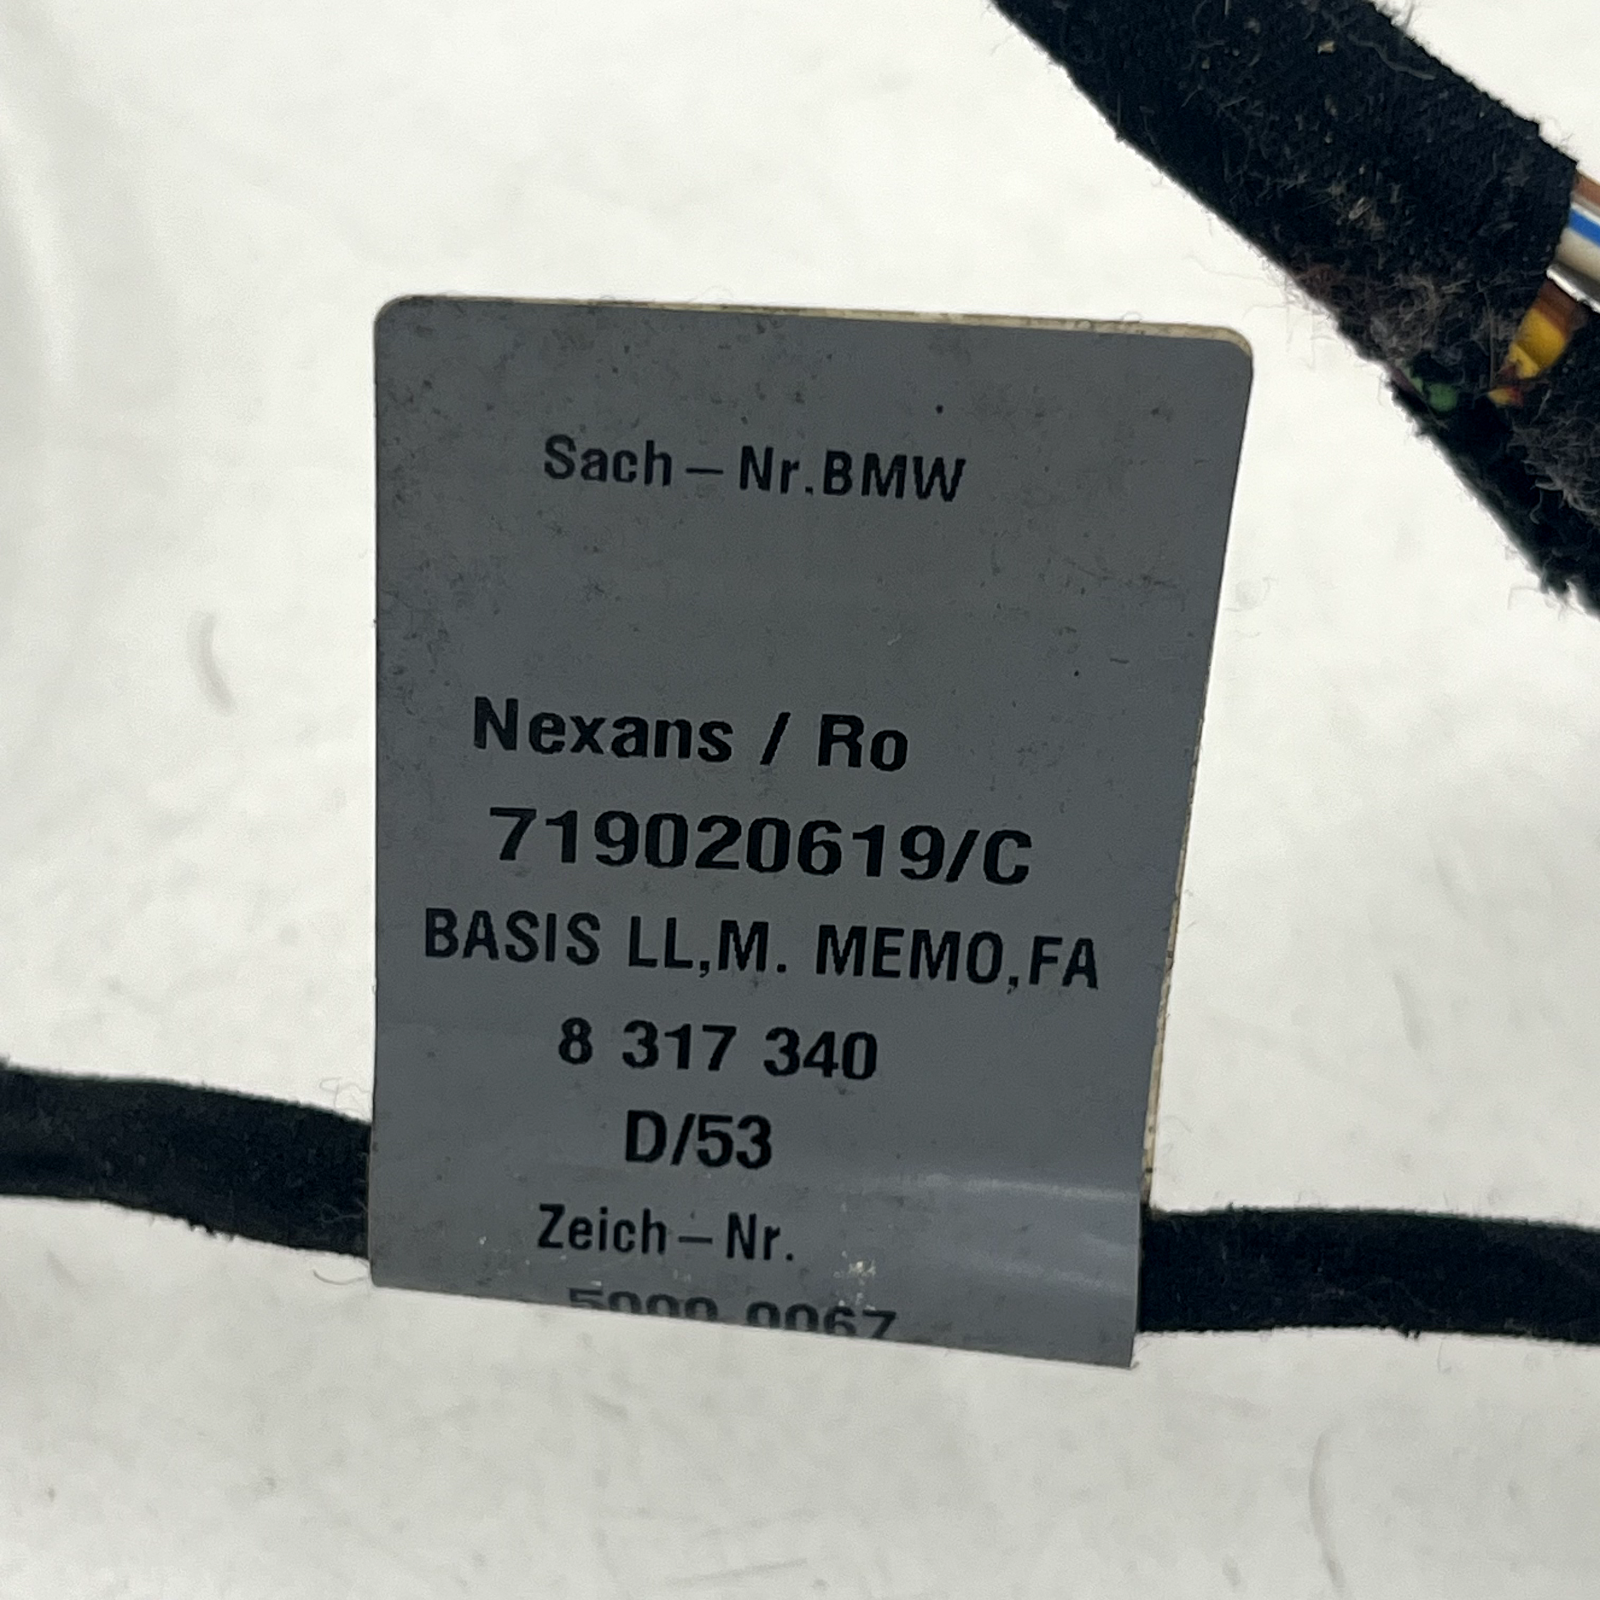 Sach – Nr.BMW
Nexans / Ro
719020619/C
BASIS LL,M. MEMO,FA
8 317 340
D/53
Zeich – Nr.